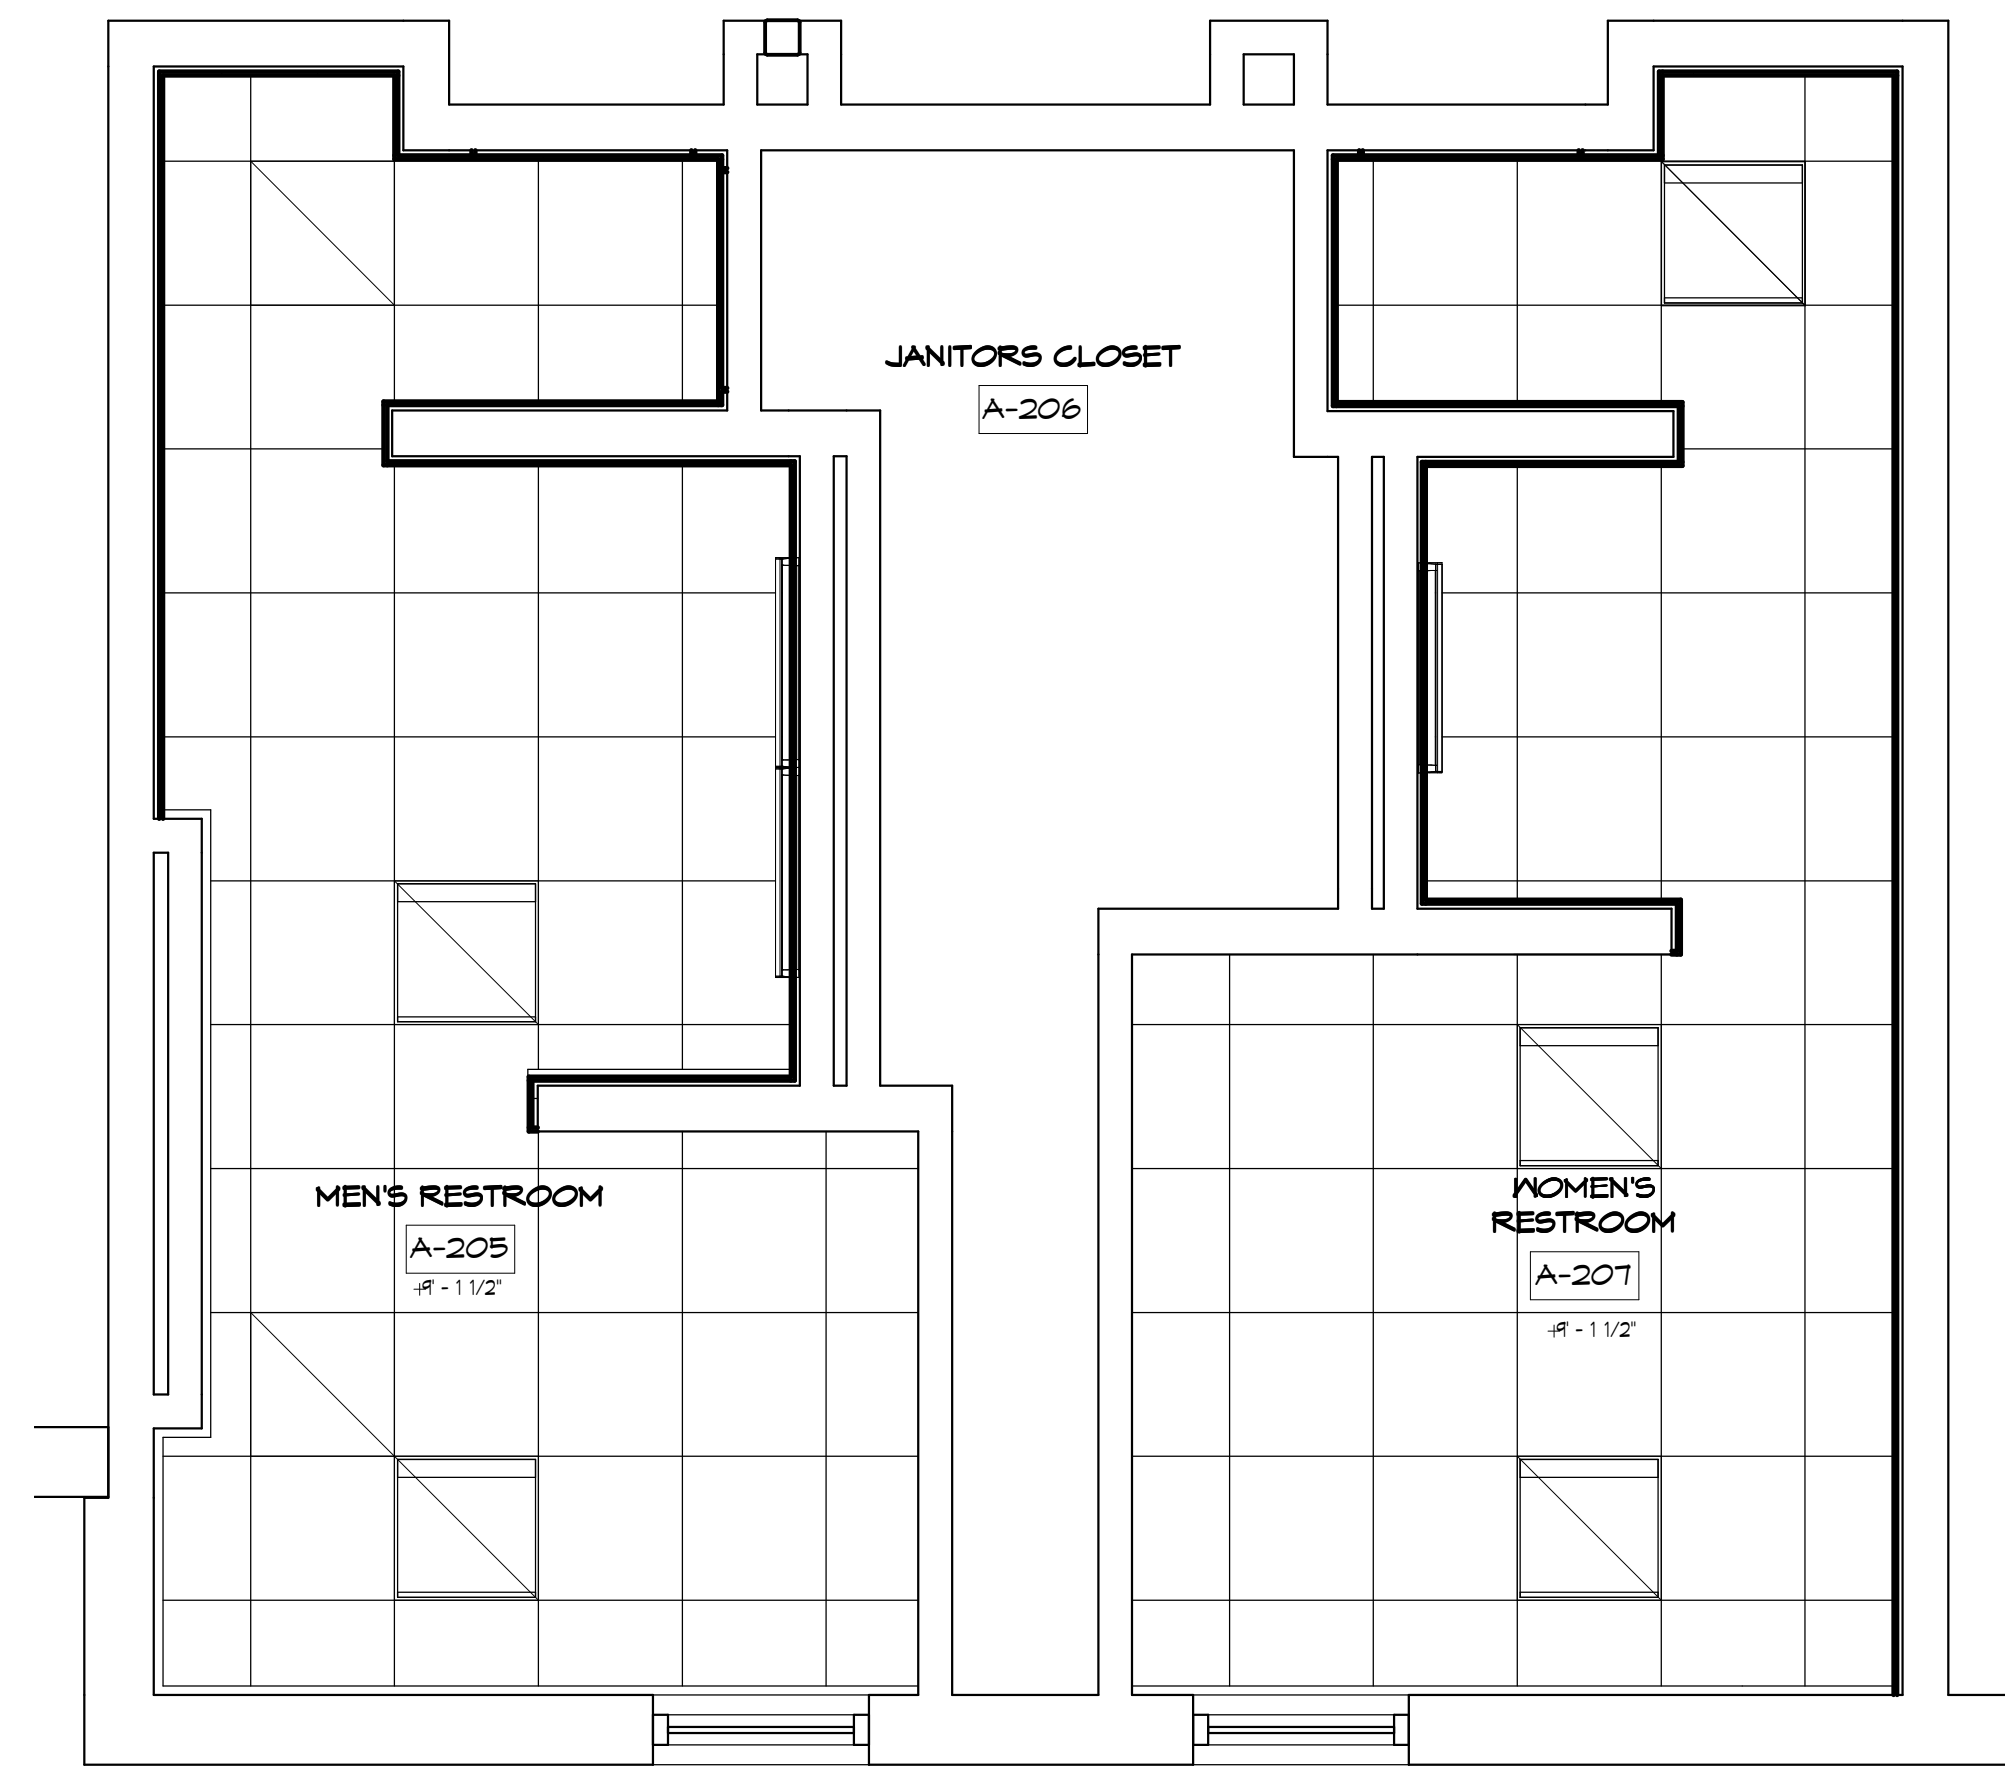 JANITORS CLOSET
A-206
MEN'S RESTROOM
A-205
+9' - 1 1/2"
WOMEN'S
RESTROOM
A-207
+9' - 1 1/2"